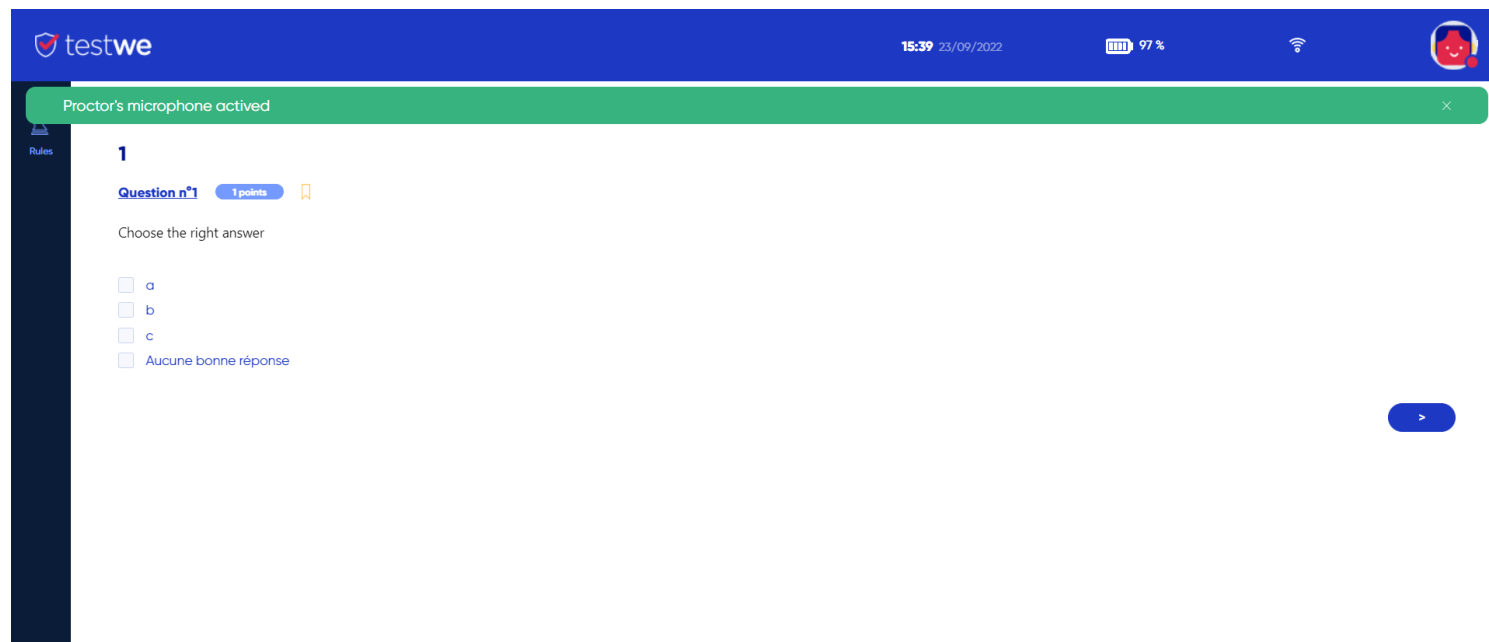 testwe
15:39 23/09/2022
97 %
Proctor's microphone actived
Rules
1
Question n°1
1 points
Choose the right answer
a
b
c
Aucune bonne réponse
>